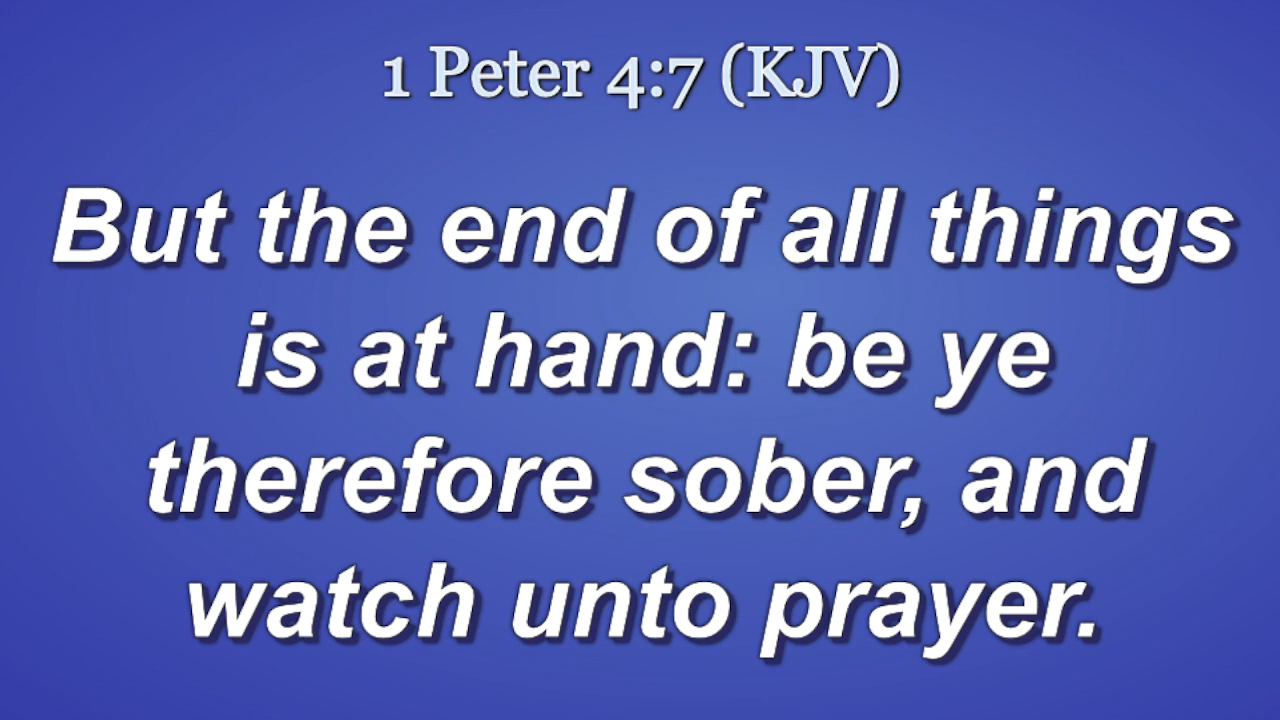 1 Peter 4:7 (KJV)
But the end of all things
is at hand: be ye
therefore sober, and
watch unto prayer.